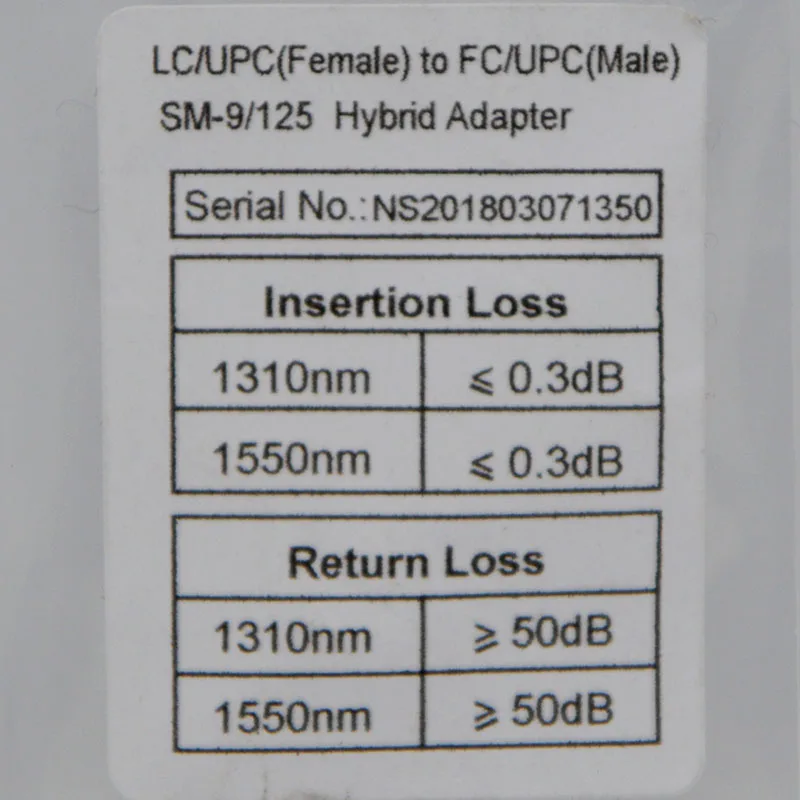 LC/UPC(Female) to FC/UPC(Male)
SM-9/125 Hybrid Adapter
Serial No.:NS201803071350
Insertion Loss
1310nm ⩽ 0.3dB
1550nm ⩽ 0.3dB
Return Loss
1310nm ⩾ 50dB
1550nm ⩾ 50dB